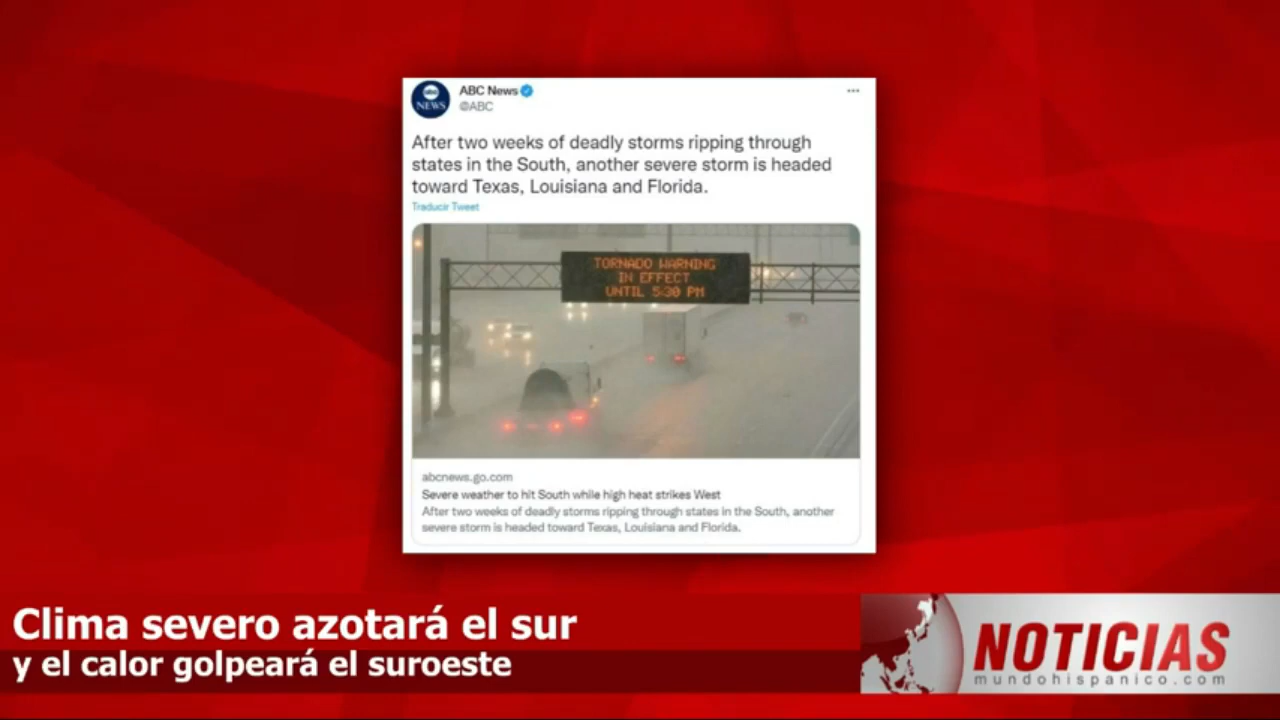 abc
NEWS
ABC News
@ABC
After two weeks of deadly storms ripping through
states in the South, another severe storm is headed
toward Texas, Louisiana and Florida.
Traducir Tweet
TORNADO WARNING
IN EFFECT
UNTIL 5:30 PM
abcnews.go.com
Severe weather to hit South while high heat strikes West
After two weeks of deadly storms ripping through states in the South, another
severe storm is headed toward Texas, Louisiana and Florida.
Clima severo azotará el sur
y el calor golpeará el suroeste
NOTICIAS
mundohispanico.com